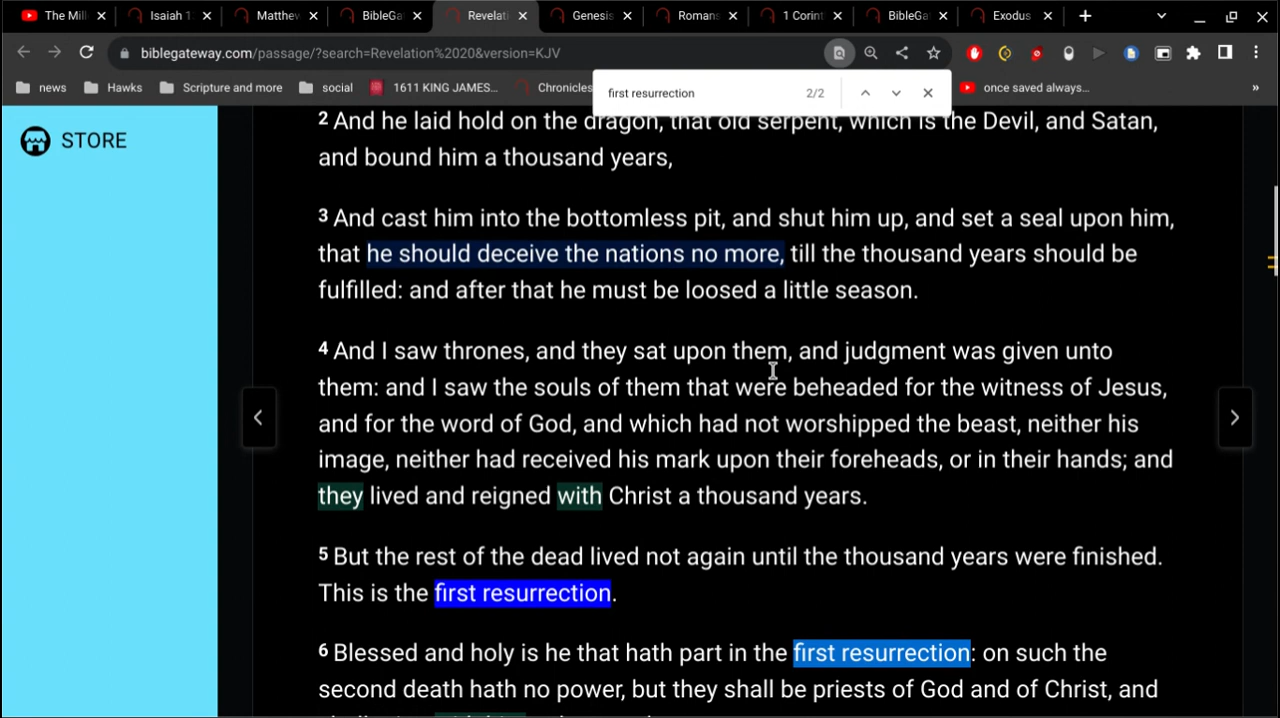 The Mill
Isaiah 1
Matthev
BibleGa
Revelati
Genesis
Romans
1 Corint
BibleGa
Exodus
biblegateway.com/passage/?search=Revelation%2020&version=KJV
news
Hawks
Scripture and more
social
1611 KING JAMES...
Chronicles
once saved always...
»
first resurrection 2/2
STORE
2 And he laid hold on the dragon, that old serpent, which is the Devil, and Satan,
and bound him a thousand years,
3 And cast him into the bottomless pit, and shut him up, and set a seal upon him,
that he should deceive the nations no more, till the thousand years should be
fulfilled: and after that he must be loosed a little season.
4 And I saw thrones, and they sat upon them, and judgment was given unto
them: and I saw the souls of them that were beheaded for the witness of Jesus,
and for the word of God, and which had not worshipped the beast, neither his
image, neither had received his mark upon their foreheads, or in their hands; and
they lived and reigned with Christ a thousand years.
5 But the rest of the dead lived not again until the thousand years were finished.
This is the first resurrection.
6 Blessed and holy is he that hath part in the first resurrection: on such the
second death hath no power, but they shall be priests of God and of Christ, and